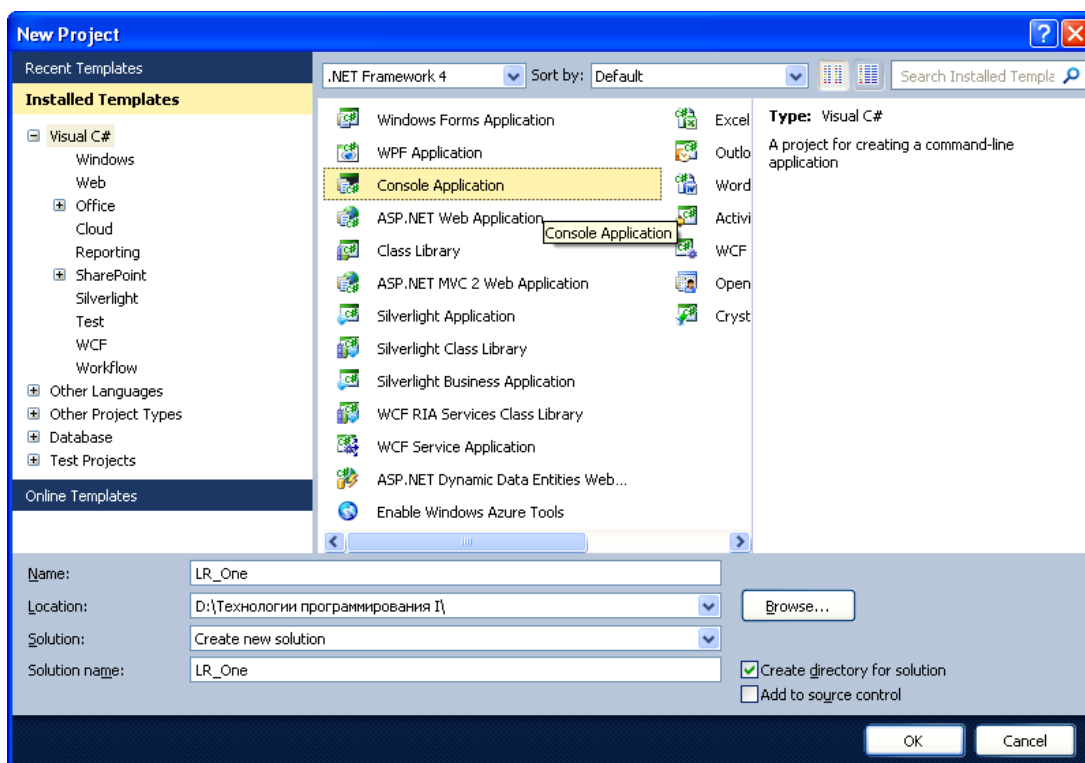 New Project
Recent Templates
Installed Templates
Visual C#
Windows
Web
Office
Cloud
Reporting
SharePoint
Silverlight
Test
WCF
Workflow
Other Languages
Other Project Types
Database
Test Projects
Online Templates
.NET Framework 4
Sort by: Default
Search Installed Templa
Windows Forms Application
WPF Application
Console Application
ASP.NET Web Application
Console Application
Class Library
ASP.NET MVC 2 Web Application
Silverlight Application
Silverlight Class Library
Silverlight Business Application
WCF RIA Services Class Library
WCF Service Application
ASP.NET Dynamic Data Entities Web...
Enable Windows Azure Tools
Excel
Outlo
Word
Activi
WCF
Open
Cryst
Type: Visual C#
A project for creating a command-line
application
Name: LR_One
Location: D:\Технологии программирования I\
Browse...
Solution: Create new solution
Solution name: LR_One
Create directory for solution
Add to source control
OK
Cancel